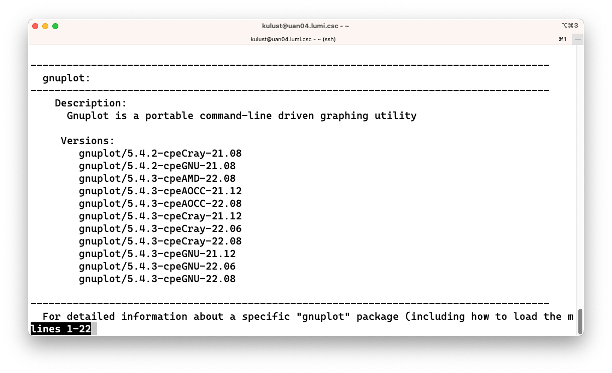 kulust@uan04.lumi.csc - ~
⌥⌘3
kulust@uan04.lumi.csc - ~ (ssh)
⌘1
--------------------------------------------------------------------------------------
gnuplot:
--------------------------------------------------------------------------------------
Description:
Gnuplot is a portable command-line driven graphing utility
Versions:
gnuplot/5.4.2-cpeCray-21.08
gnuplot/5.4.2-cpeGNU-21.08
gnuplot/5.4.3-cpeAMD-22.08
gnuplot/5.4.3-cpeAOCC-21.12
gnuplot/5.4.3-cpeAOCC-22.08
gnuplot/5.4.3-cpeCray-21.12
gnuplot/5.4.3-cpeCray-22.06
gnuplot/5.4.3-cpeCray-22.08
gnuplot/5.4.3-cpeGNU-21.12
gnuplot/5.4.3-cpeGNU-22.06
gnuplot/5.4.3-cpeGNU-22.08
--------------------------------------------------------------------------------------
For detailed information about a specific "gnuplot" package (including how to load the m
lines 1-22